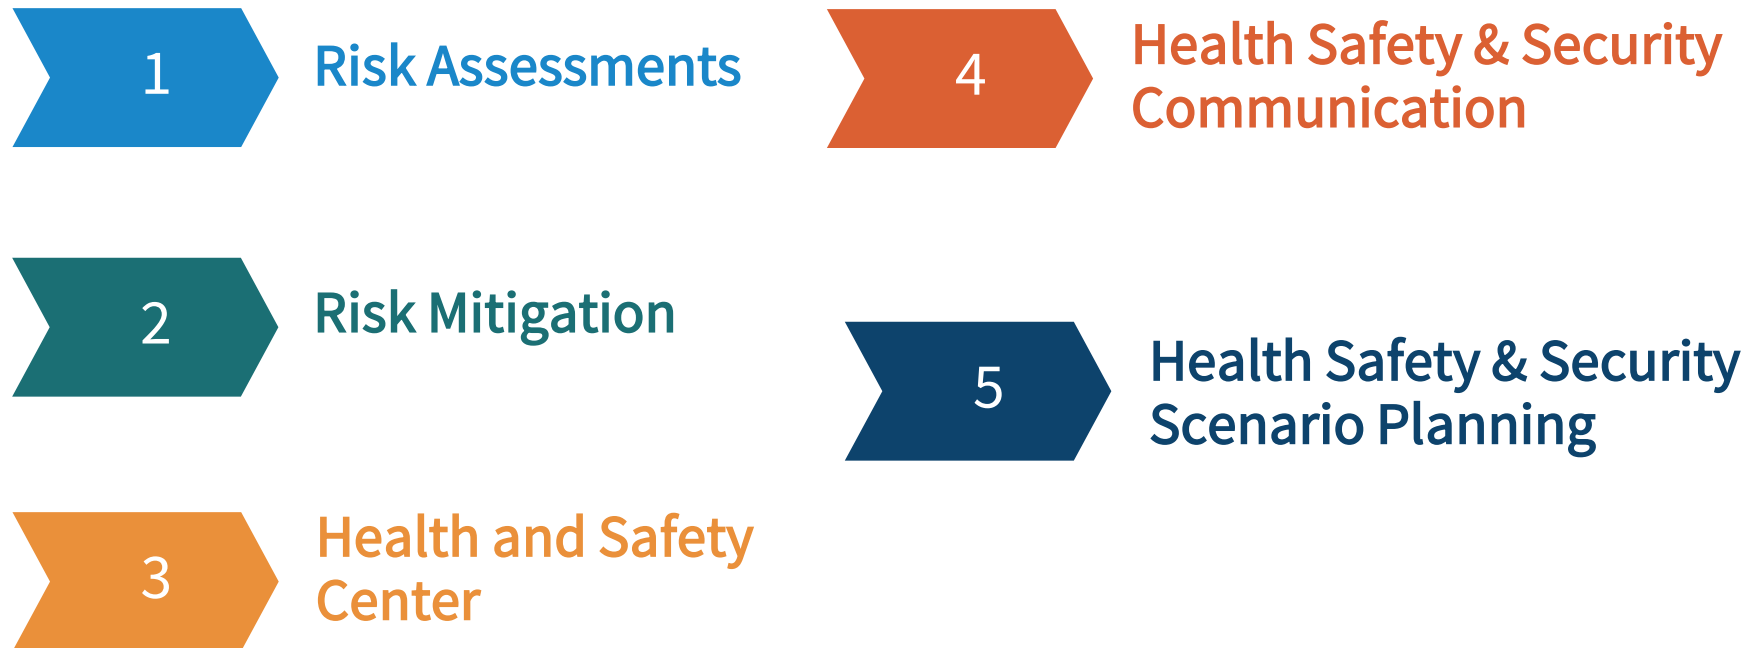 1
Risk Assessments
2
Risk Mitigation
3
Health and Safety
Center
4
Health Safety & Security
Communication
5
Health Safety & Security
Scenario Planning